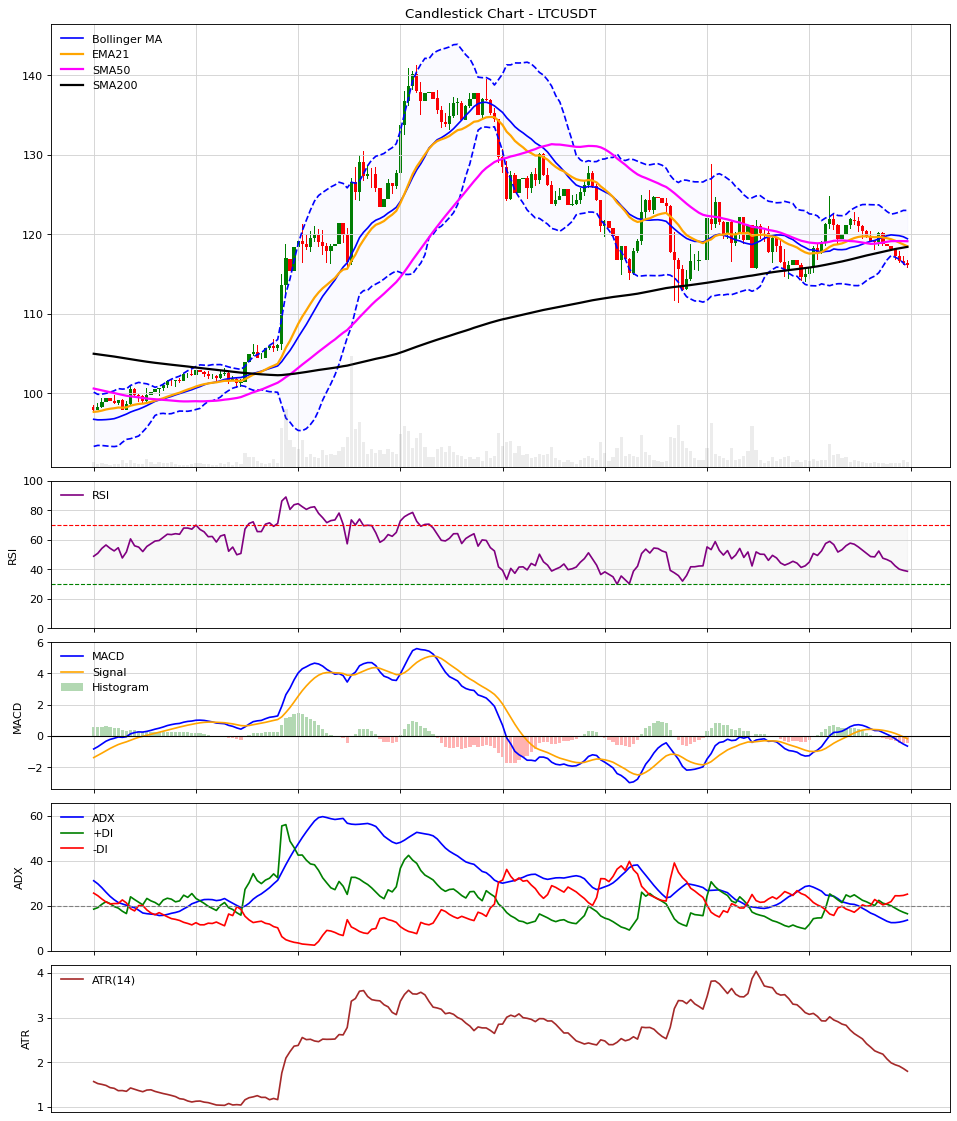 Candlestick Chart - LTCUSDT
Bollinger MA
EMA21
SMA50
SMA200
140
130
120
110
100
RSI
RSI
100
80
60
40
20
0
MACD
MACD
Signal
Histogram
6
4
2
0
−2
ADX
ADX
+DI
-DI
60
40
20
0
ATR
ATR(14)
4
3
2
1